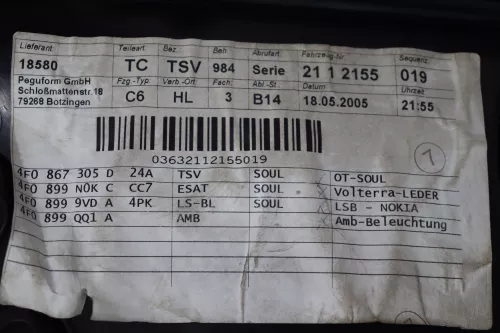 Lieferant Teileart Bez. Beh Abrufart Fahrzeug-Nr Sequenz
18580 TC TSV 984 Serie 21 1 2155 019
Peguform GmbH Fzg.-Typ: Verb.-Ort: Fach: Abl.-St.: Datum Uhrzeit
Schloßmattenstr.18
79268 Botzingen C6 HL 3 B14 18.05.2005 21:55
03632112155019
7
4F0 867 305 D 24A TSV SOUL OT-SOUL
4F0 899 N0K C CC7 ESAT SOUL Volterra-LEDER
4F0 899 9VD A 4PK LS-BL SOUL LSB - NOKIA
4F0 899 QQ1 A AMB Amb-Beleuchtung